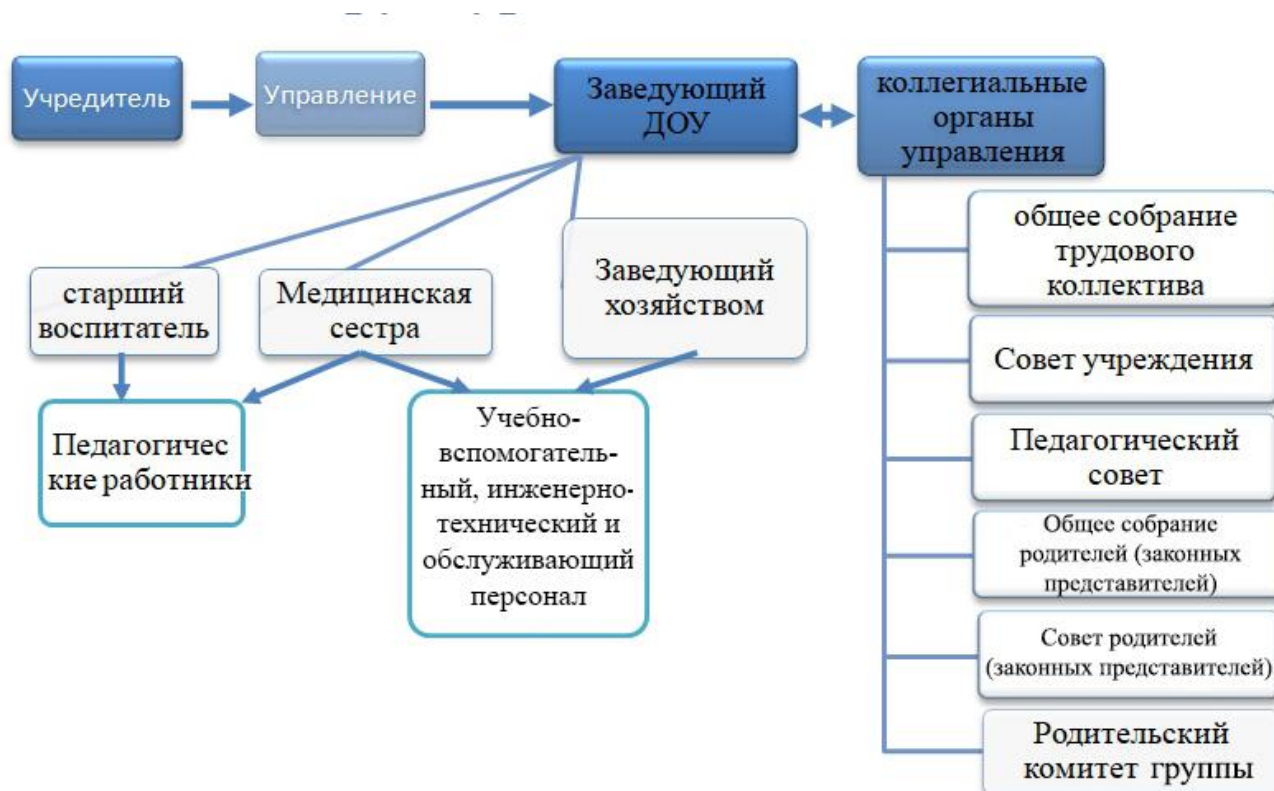 Учредитель
Управление
Заведующий
ДОУ
коллегиальные
органы
управления
старший
воспитатель
Медицинская
сестра
Заведующий
хозяйством
Педагогичес
кие работники
Учебно-
вспомогатель-
ный, инженерно-
технический и
обслуживающий
персонал
общее собрание
трудового
коллектива
Совет учреждения
Педагогический
совет
Общее собрание
родителей (законных
представителей)
Совет родителей
(законных представителей)
Родительский
комитет группы